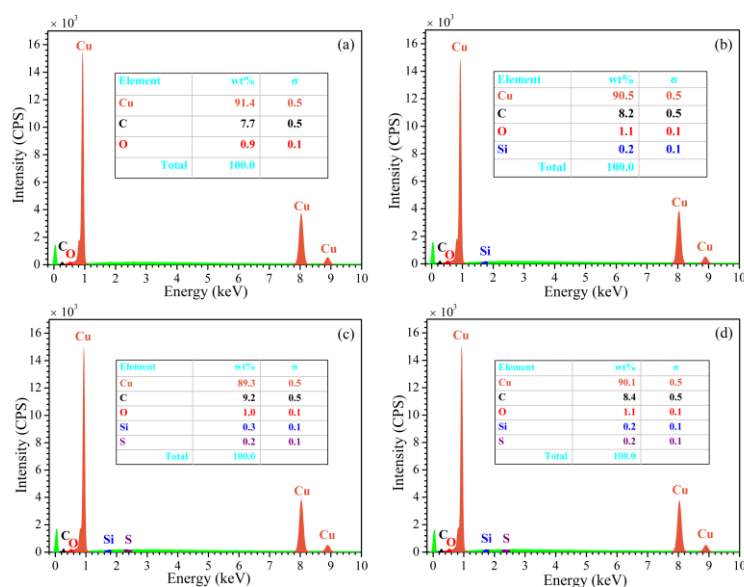 × 10³
(a)
Cu
Element wt% σ
Cu 91.4 0.5
C 7.7 0.5
O 0.9 0.1
Total 100.0
C
O
Cu
Cu
Intensity (CPS)
16
14
12
10
8
6
4
2
0
0 1 2 3 4 5 6 7 8 9 10
Energy (keV)
× 10³
(b)
Cu
Element wt% σ
Cu 90.5 0.5
C 8.2 0.5
O 1.1 0.1
Si 0.2 0.1
Total 100.0
C
O
Si
Cu
Cu
Intensity (CPS)
16
14
12
10
8
6
4
2
0
0 1 2 3 4 5 6 7 8 9 10
Energy (keV)
× 10³
(c)
Cu
Element wt% σ
Cu 89.3 0.5
C 9.2 0.5
O 1.0 0.1
Si 0.3 0.1
S 0.2 0.1
Total 100.0
C
O
Si
S
Cu
Cu
Intensity (CPS)
16
14
12
10
8
6
4
2
0
0 1 2 3 4 5 6 7 8 9 10
Energy (keV)
× 10³
(d)
Cu
Element wt% σ
Cu 90.1 0.5
C 8.4 0.5
O 1.1 0.1
Si 0.2 0.1
S 0.2 0.1
Total 100.0
C
O
Si
S
Cu
Cu
Intensity (CPS)
16
14
12
10
8
6
4
2
0
0 1 2 3 4 5 6 7 8 9 10
Energy (keV)